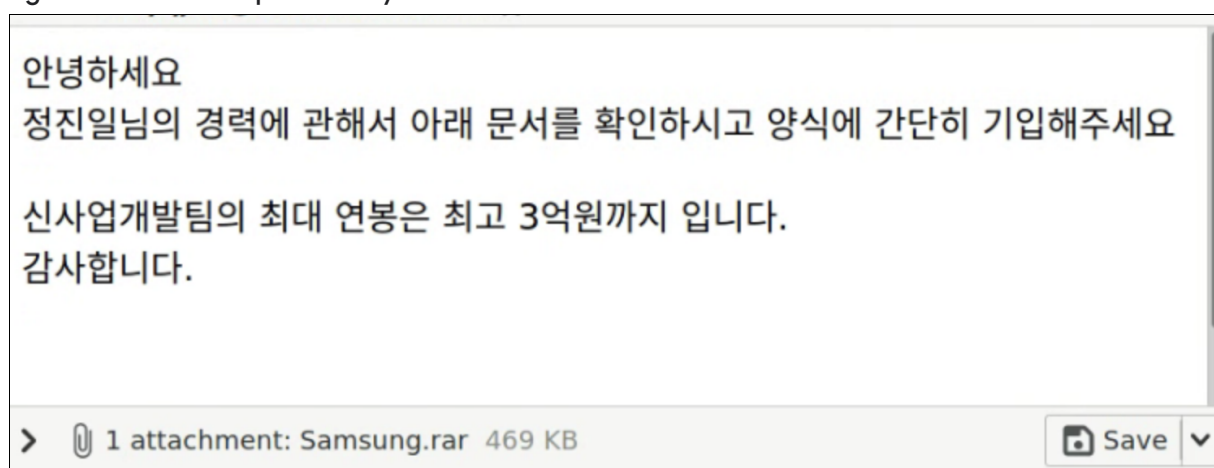 안녕하세요
정진일님의 경력에 관해서 아래 문서를 확인하시고 양식에 간단히 기입해주세요
신사업개발팀의 최대 연봉은 최고 3억원까지 입니다.
감사합니다.
1 attachment: Samsung.rar 469 KB
Save